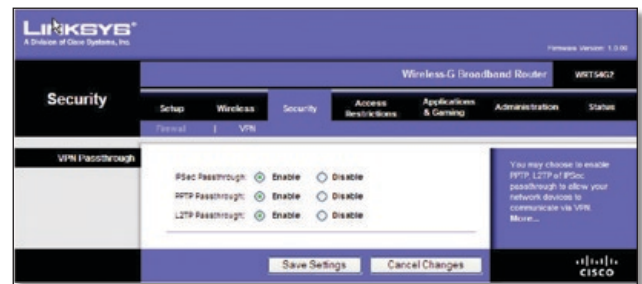 LINKSYS®
A Division of Cisco Systems, Inc.
Firmware Version: 1.0.00
Wireless-G Broadband Router WRT54G2
Security
Setup Wireless Security Access Restrictions Applications & Gaming Administration Status
Firewall | VPN
VPN Passthrough
IPSec Passthrough: Enable Disable
PPTP Passthrough: Enable Disable
L2TP Passthrough: Enable Disable
You may choose to enable
PPTP, L2TP of IPSec
passthrough to allow your
network devices to
communicate via VPN.
More...
Save Settings Cancel Changes
CISCO